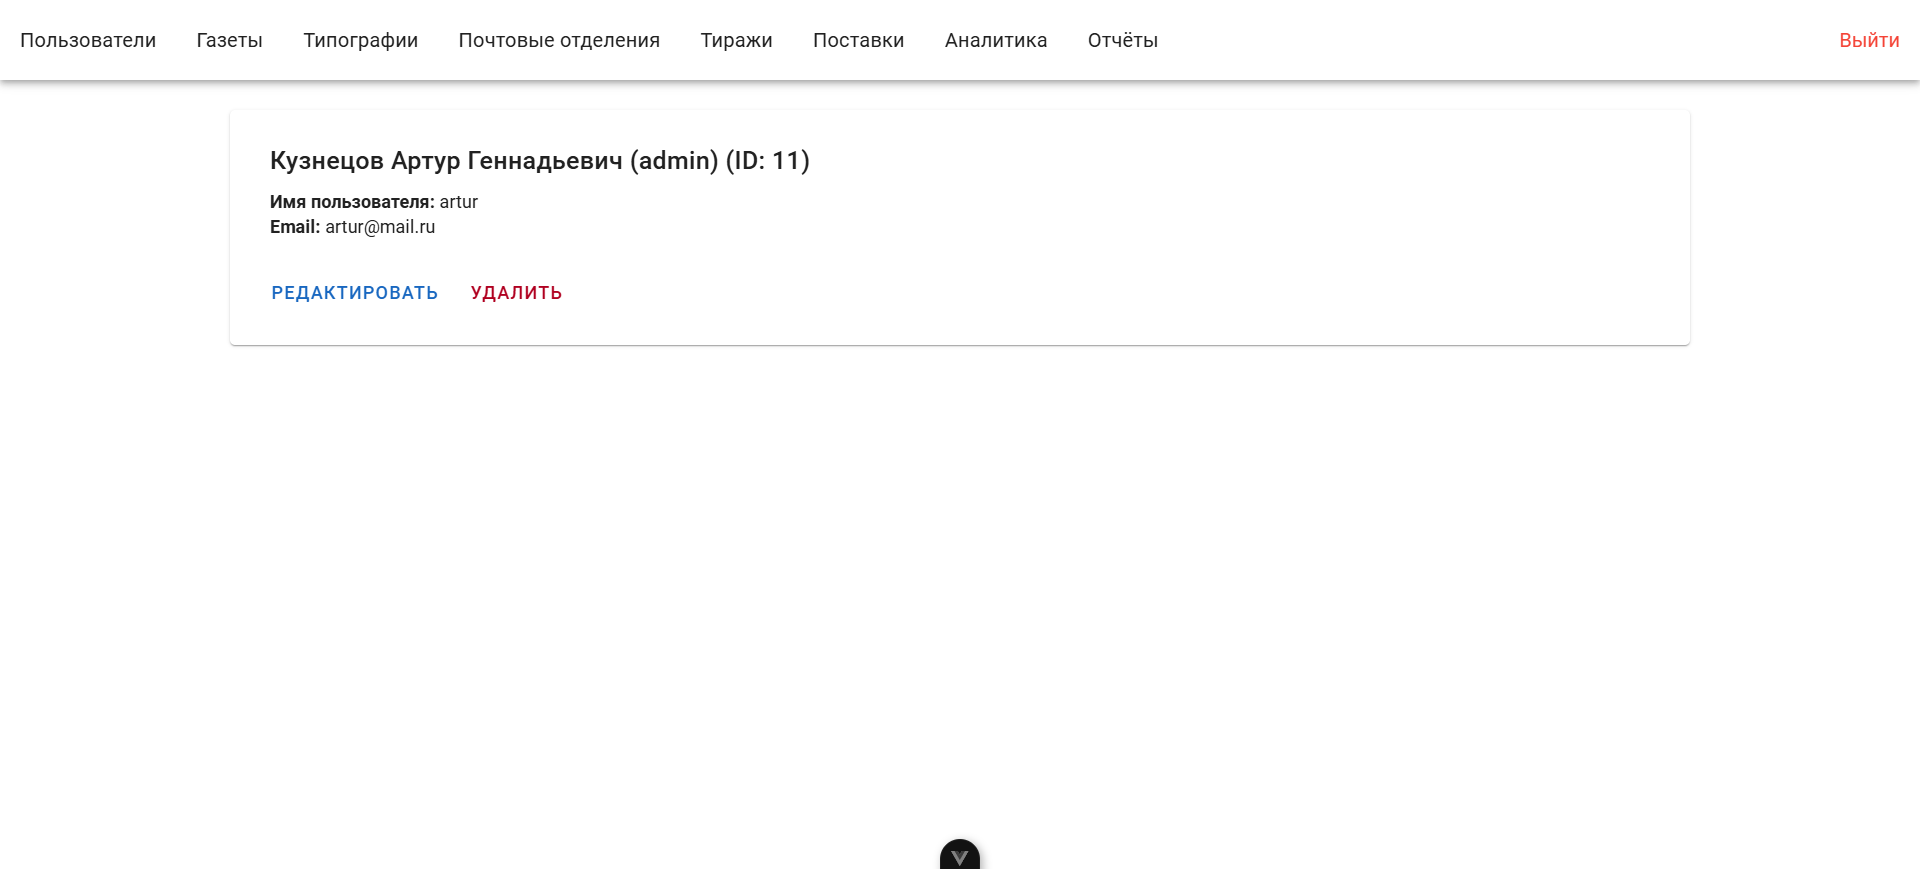 Пользователи Газеты Типографии Почтовые отделения Тиражи Поставки Аналитика Отчёты Выйти
Кузнецов Артур Геннадьевич (admin) (ID: 11)
Имя пользователя: artur
Email: artur@mail.ru
РЕДАКТИРОВАТЬ УДАЛИТЬ